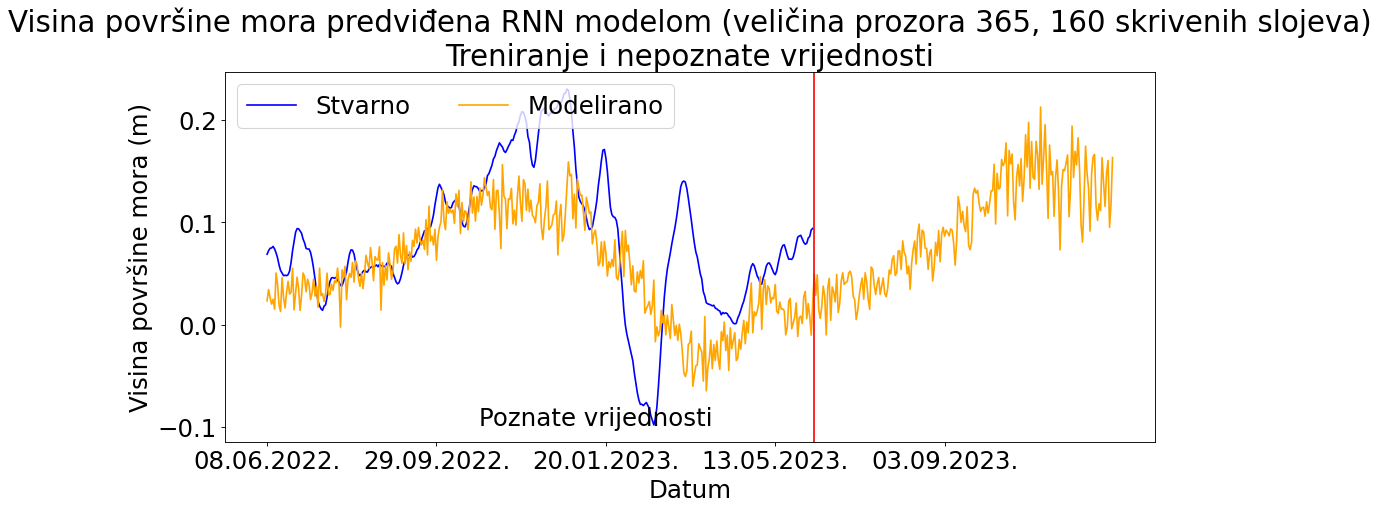 Visina površine mora predviđena RNN modelom (veličina prozora 365, 160 skrivenih slojeva)
Treniranje i nepoznate vrijednosti
Stvarno Modelirano
Visina površine mora (m)
0.2
0.1
0.0
−0.1
Poznate vrijednosti
08.06.2022. 29.09.2022. 20.01.2023. 13.05.2023. 03.09.2023.
Datum